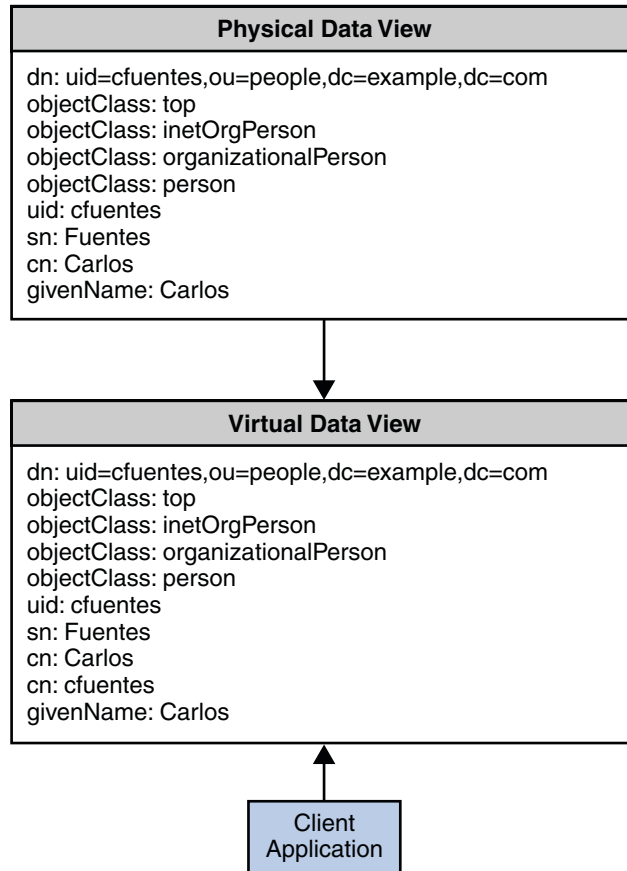 Physical Data View
dn: uid=cfuentes,ou=people,dc=example,dc=com
objectClass: top
objectClass: inetOrgPerson
objectClass: organizationalPerson
objectClass: person
uid: cfuentes
sn: Fuentes
cn: Carlos
givenName: Carlos
Virtual Data View
dn: uid=cfuentes,ou=people,dc=example,dc=com
objectClass: top
objectClass: inetOrgPerson
objectClass: organizationalPerson
objectClass: person
uid: cfuentes
sn: Fuentes
cn: Carlos
cn: cfuentes
givenName: Carlos
Client
Application